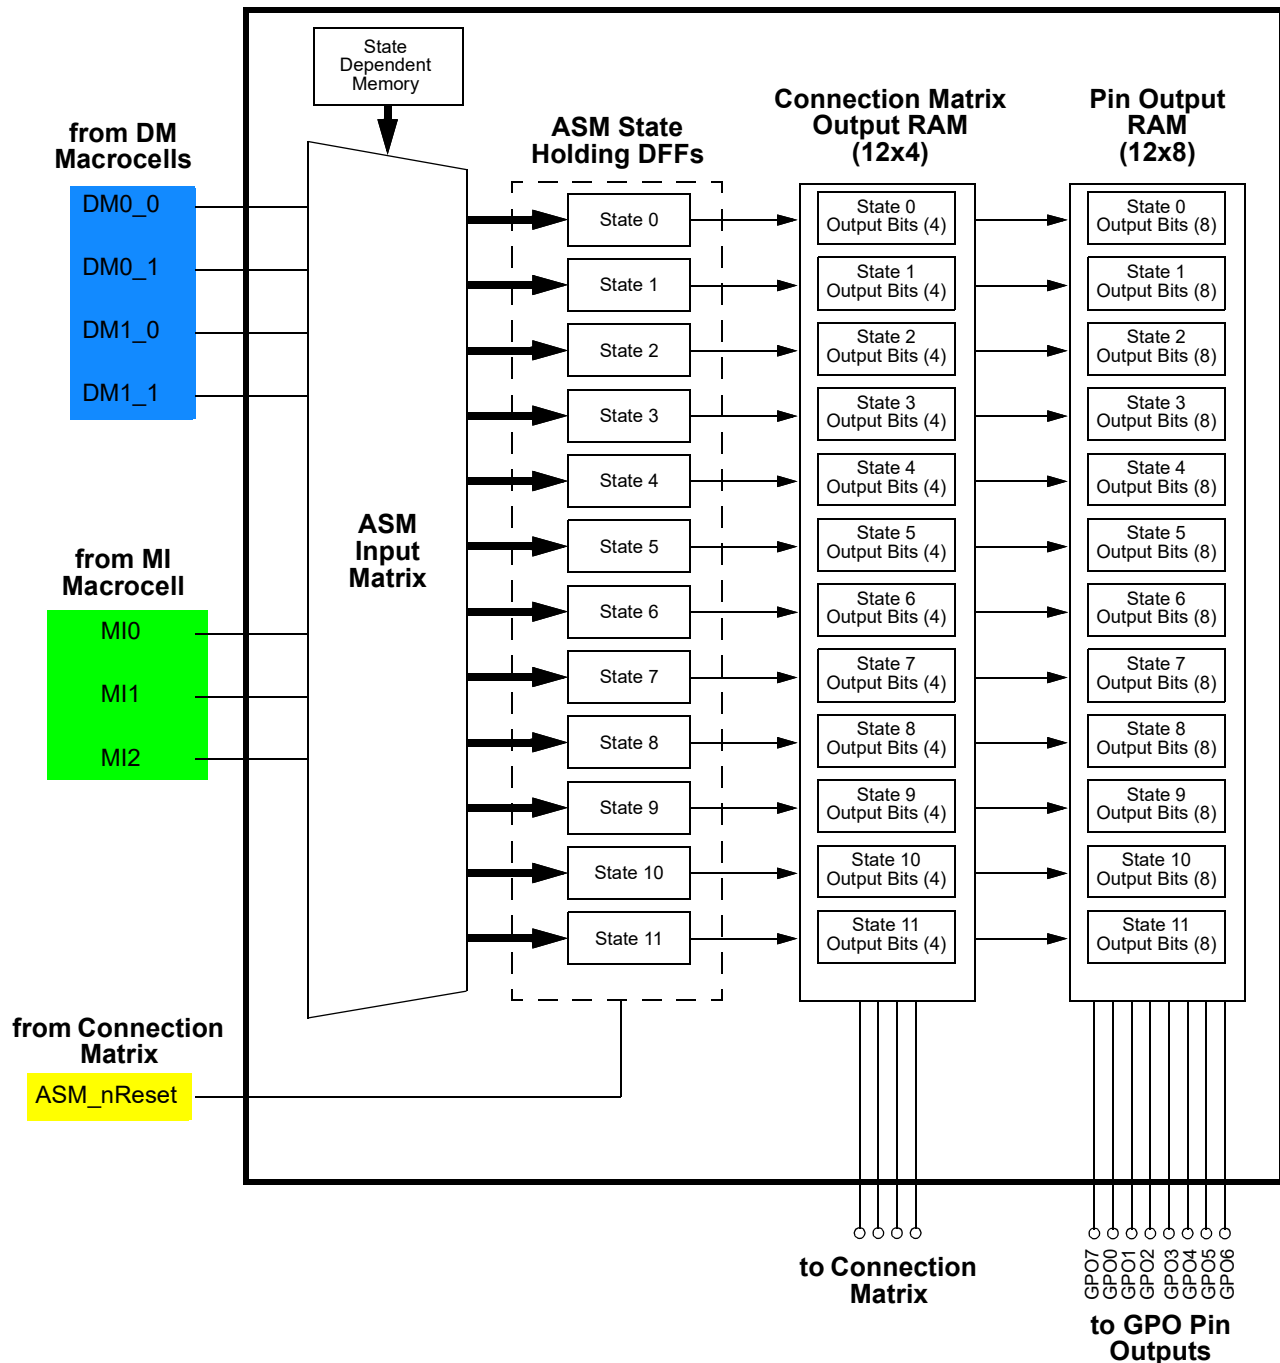 State
Dependent
Memory
from DM
Macrocells
DM0_0
DM0_1
DM1_0
DM1_1
from MI
Macrocell
MI0
MI1
MI2
from Connection
Matrix
ASM_nReset
ASM
Input
Matrix
ASM State
Holding DFFs
State 0
State 1
State 2
State 3
State 4
State 5
State 6
State 7
State 8
State 9
State 10
State 11
Connection Matrix
Output RAM
(12x4)
State 0
Output Bits (4)
State 1
Output Bits (4)
State 2
Output Bits (4)
State 3
Output Bits (4)
State 4
Output Bits (4)
State 5
Output Bits (4)
State 6
Output Bits (4)
State 7
Output Bits (4)
State 8
Output Bits (4)
State 9
Output Bits (4)
State 10
Output Bits (4)
State 11
Output Bits (4)
to Connection
Matrix
Pin Output
RAM
(12x8)
State 0
Output Bits (8)
State 1
Output Bits (8)
State 2
Output Bits (8)
State 3
Output Bits (8)
State 4
Output Bits (8)
State 5
Output Bits (8)
State 6
Output Bits (8)
State 7
Output Bits (8)
State 8
Output Bits (8)
State 9
Output Bits (8)
State 10
Output Bits (8)
State 11
Output Bits (8)
GPO7
GPO0
GPO1
GPO2
GPO3
GPO4
GPO5
GPO6
to GPO Pin
Outputs